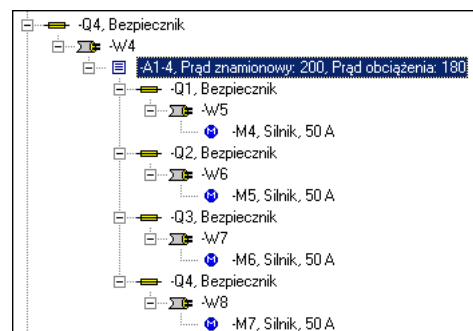 -Q4, Bezpiecznik
-W4
-A1-4, Prąd znamionowy: 200, Prąd obciążenia: 180
-Q1, Bezpiecznik
-W5
-M4, Silnik, 50 A
-Q2, Bezpiecznik
-W6
-M5, Silnik, 50 A
-Q3, Bezpiecznik
-W7
-M6, Silnik, 50 A
-Q4, Bezpiecznik
-W8
-M7, Silnik, 50 A